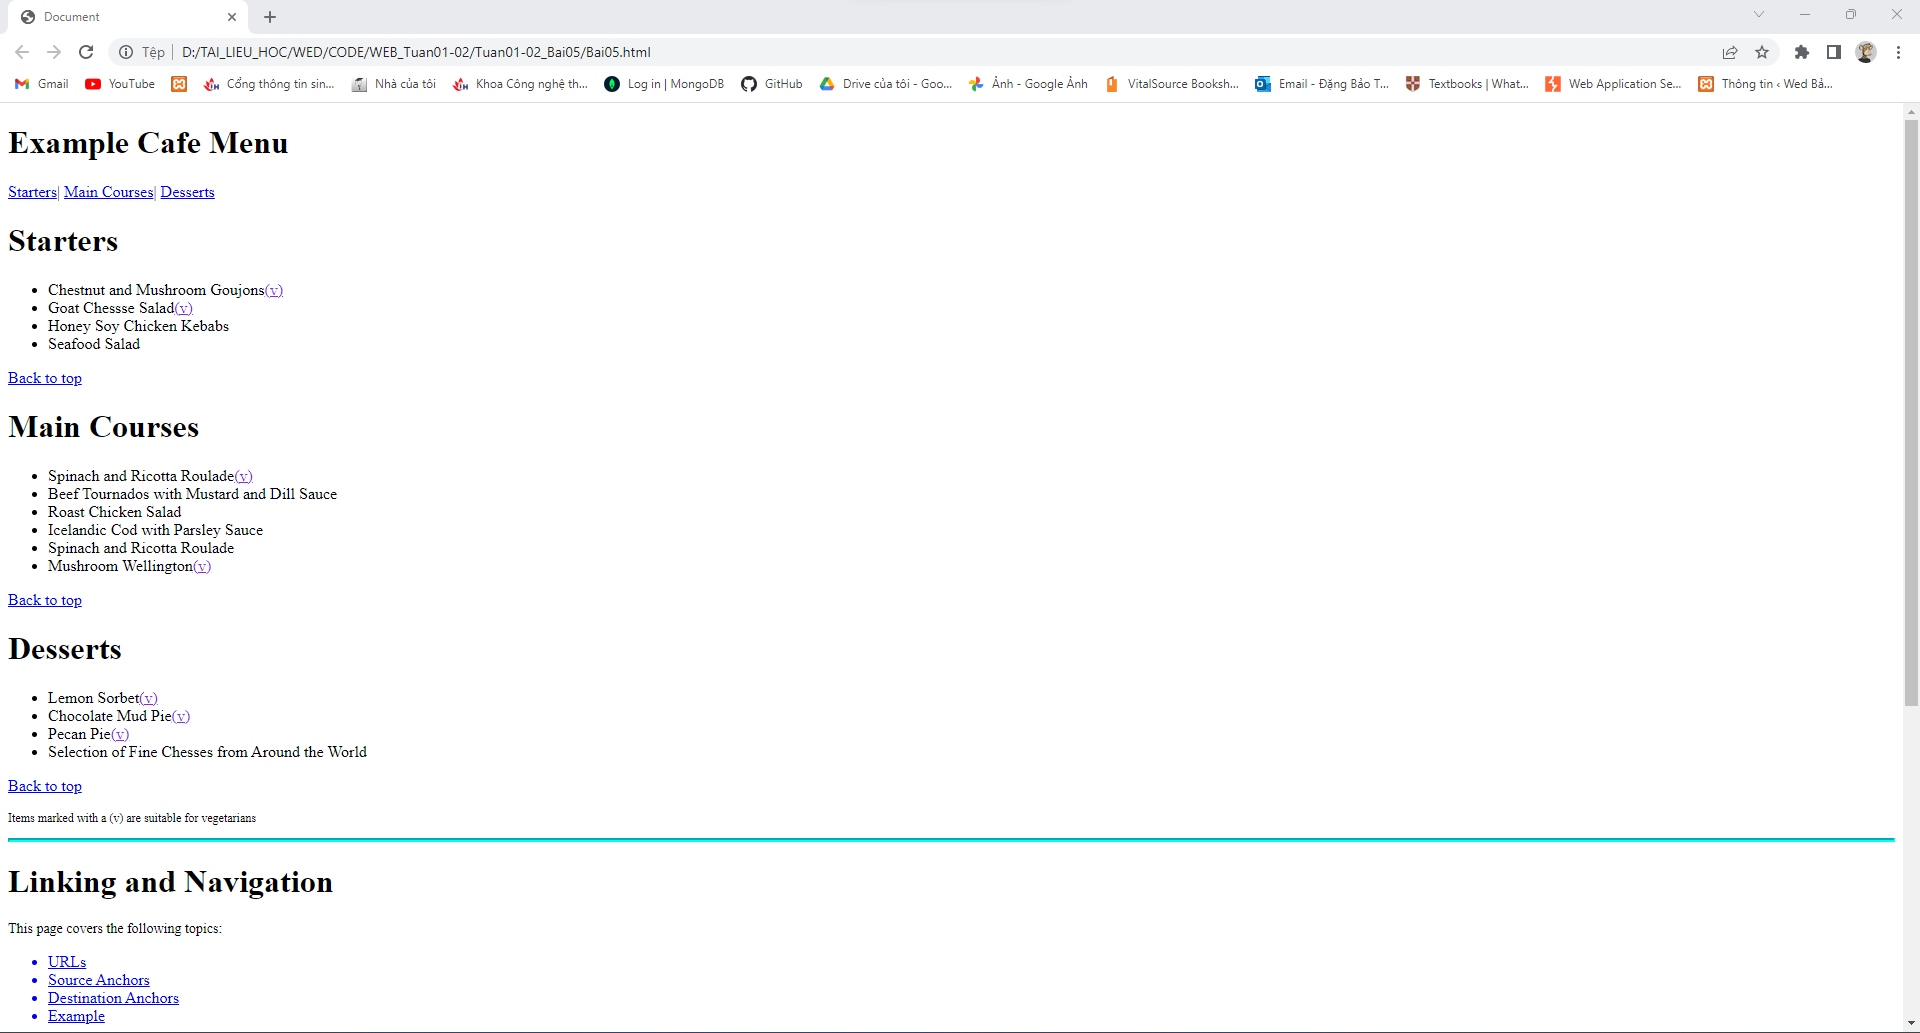 Document
Tệp | D:/TAI_LIEU_HOC/WED/CODE/WEB_Tuan01-02/Tuan01-02_Bai05/Bai05.html
Gmail YouTube Cổng thông tin sin... Nhà của tôi Khoa Công nghệ th... Log in | MongoDB GitHub Drive của tôi - Goo... Ảnh - Google Ảnh VitalSource Booksh... Email - Đặng Bảo T... Textbooks | What... Web Application Se... Thông tin ‹ Wed Bả...
Example Cafe Menu
Starters| Main Courses| Desserts
Starters
• Chestnut and Mushroom Goujons(v)
• Goat Chessse Salad(v)
• Honey Soy Chicken Kebabs
• Seafood Salad
Back to top
Main Courses
• Spinach and Ricotta Roulade(v)
• Beef Tournados with Mustard and Dill Sauce
• Roast Chicken Salad
• Icelandic Cod with Parsley Sauce
• Spinach and Ricotta Roulade
• Mushroom Wellington(v)
Back to top
Desserts
• Lemon Sorbet(v)
• Chocolate Mud Pie(v)
• Pecan Pie(v)
• Selection of Fine Chesses from Around the World
Back to top
Items marked with a (v) are suitable for vegetarians
Linking and Navigation
This page covers the following topics:
• URLs
• Source Anchors
• Destination Anchors
• Example